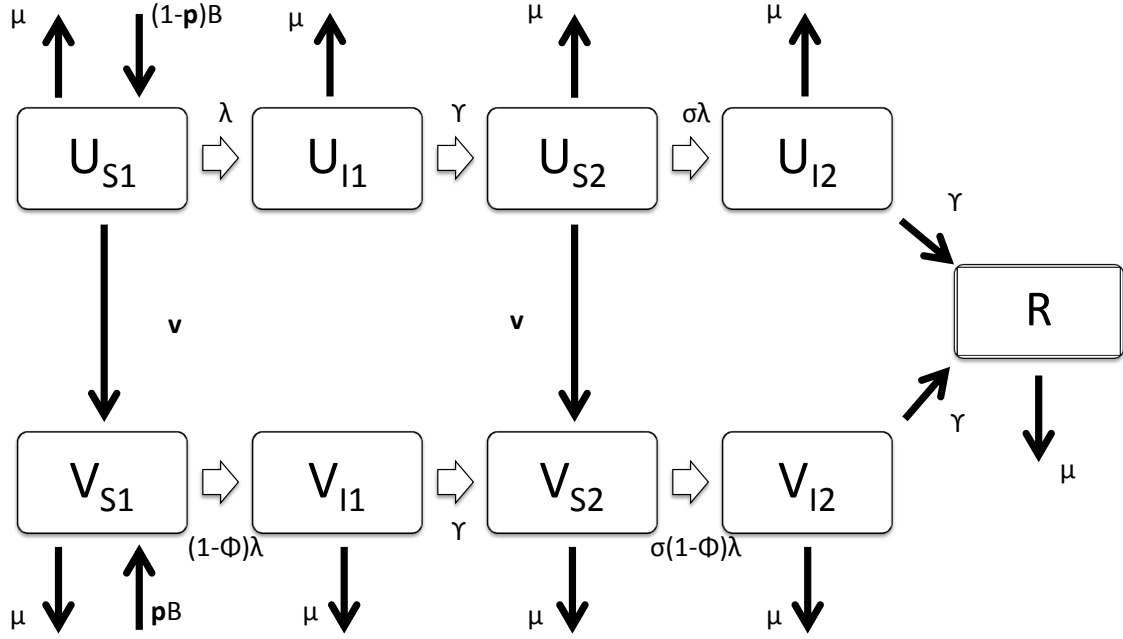 μ
(1-p)B
μ
μ
μ
λ
ϒ
σλ
U_S1
U_I1
U_S2
U_I2
ϒ
R
v
v
ϒ
μ
V_S1
V_I1
V_S2
V_I2
(1-Φ)λ
ϒ
σ(1-Φ)λ
μ
pB
μ
μ
μ